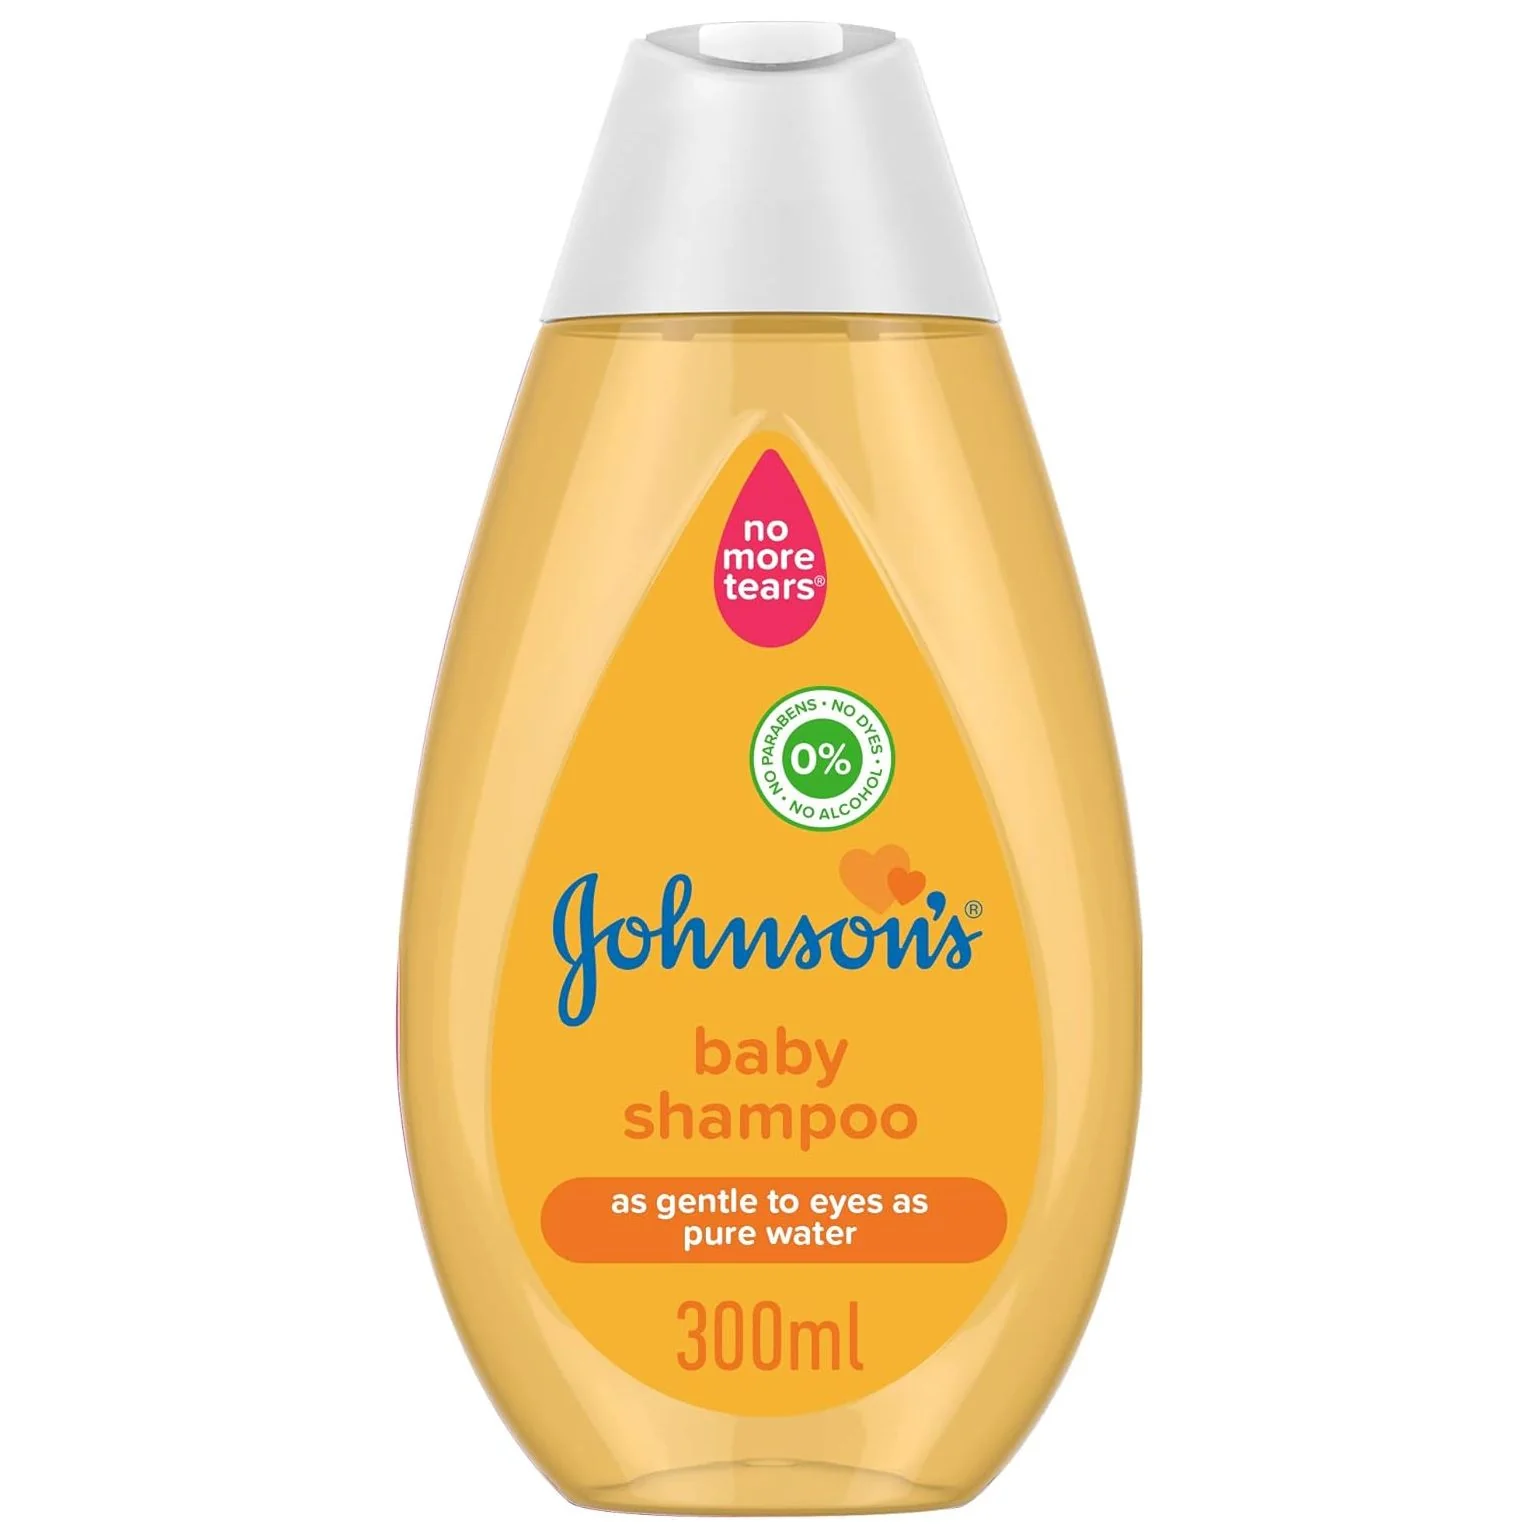 no
more
tears®
NO PARABENS • NO DYES • NO ALCOHOL •
0%
Johnson's®
baby
shampoo
as gentle to eyes as
pure water
300ml